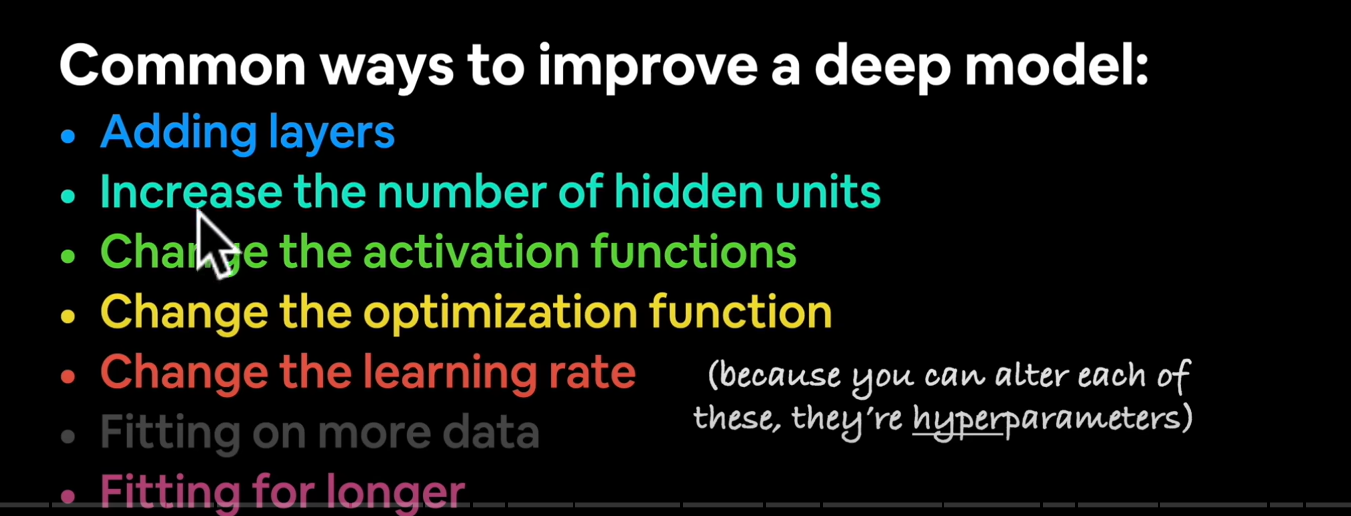 Common ways to improve a deep model:
• Adding layers
• Increase the number of hidden units
• Change the activation functions
• Change the optimization function
• Change the learning rate
(because you can alter each of
these, they're hyperparameters)
• Fitting on more data
• Fitting for longer